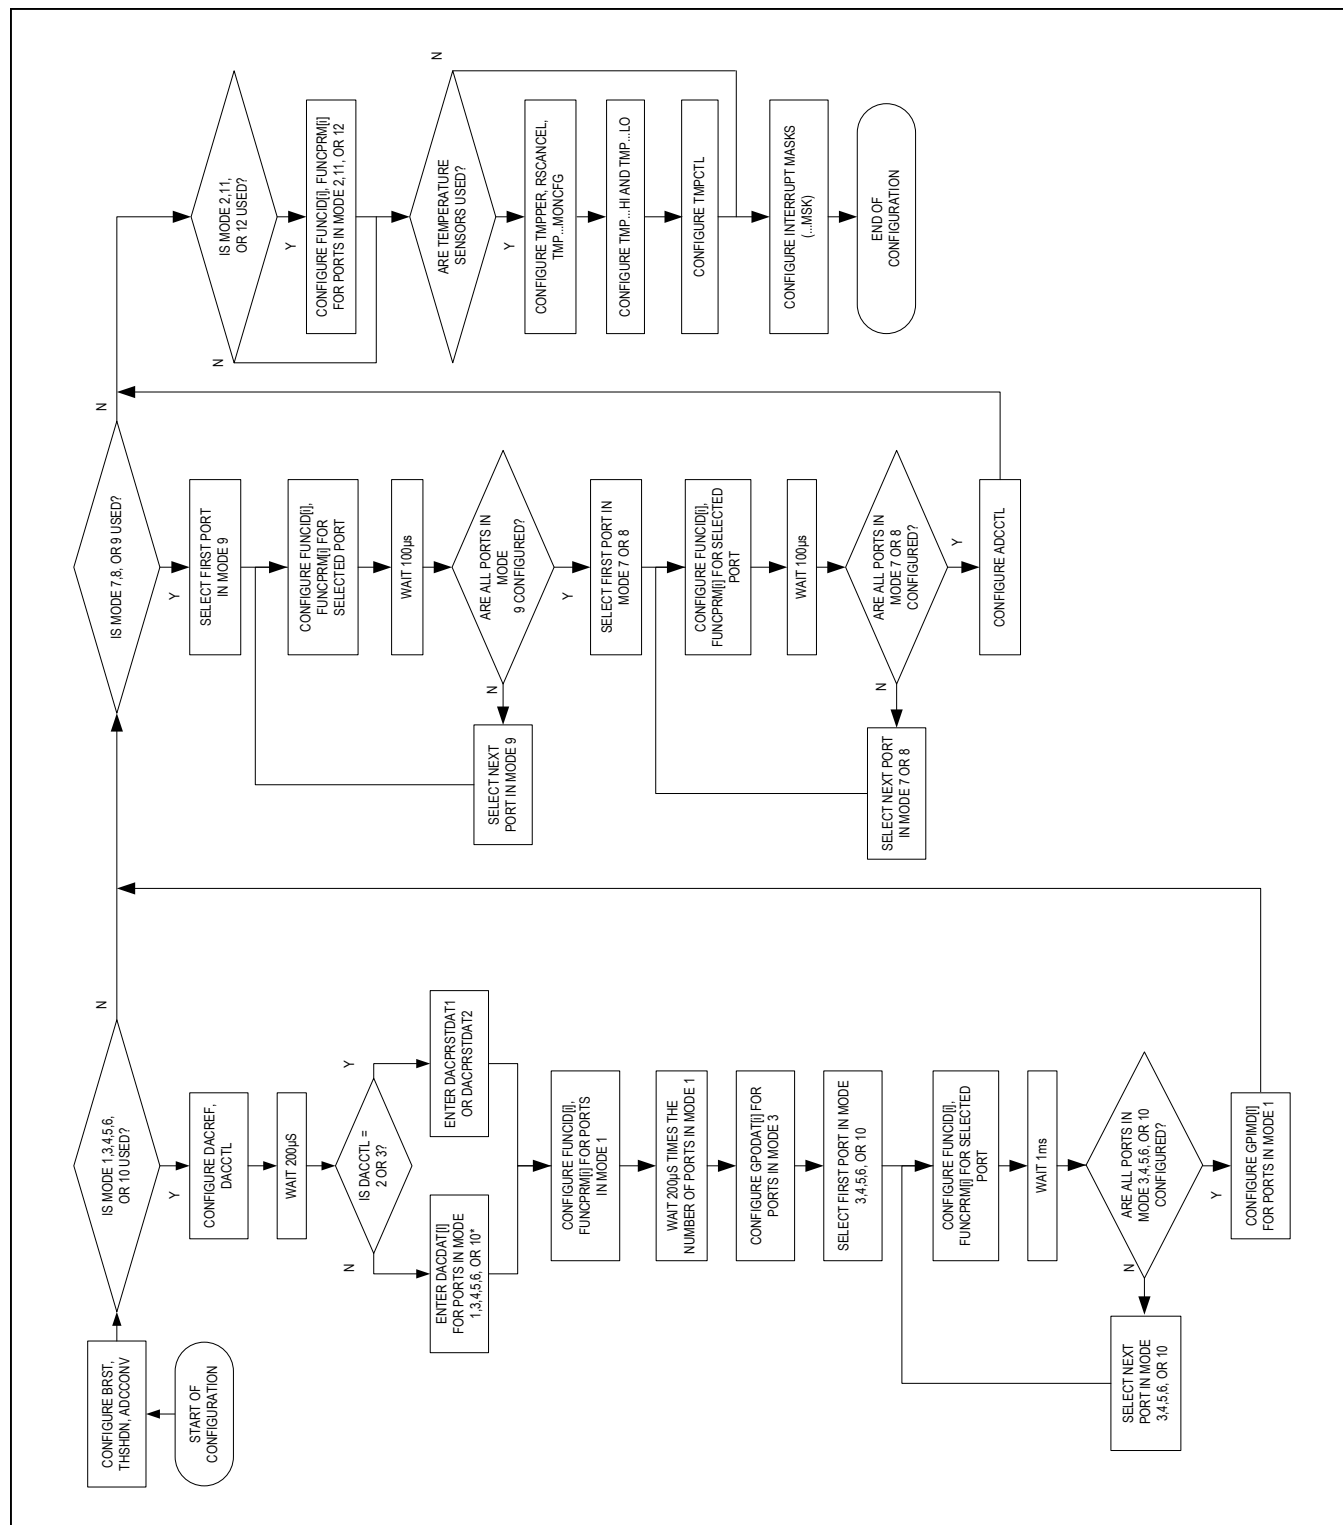 START OF
CONFIGURATION
CONFIGURE BRST,
THSHDN, ADCCONV
IS MODE 1,3,4,5,6,
OR 10 USED?
N
Y
CONFIGURE DACREF,
DACCTL
WAIT 200µS
IS DACCTL =
2 OR 3?
N
Y
ENTER DACDAT[i]
FOR PORTS IN MODE
1,3,4,5,6, OR 10*
ENTER DACPRSTDAT1
OR DACPRSTDAT2
CONFIGURE FUNCID[i],
FUNCPRM[i] FOR PORTS
IN MODE 1
WAIT 200µS TIMES THE
NUMBER OF PORTS IN MODE 1
CONFIGURE GPODAT[i] FOR
PORTS IN MODE 3
SELECT FIRST PORT IN MODE
3,4,5,6, OR 10
CONFIGURE FUNCID[i],
FUNCPRM[i] FOR SELECTED
PORT
WAIT 1ms
ARE ALL PORTS IN
MODE 3,4,5,6, OR 10
CONFIGURED?
N
Y
SELECT NEXT
PORT IN MODE
3,4,5,6, OR 10
CONFIGURE GPIMD[i]
FOR PORTS IN MODE 1
IS MODE 7,8, OR 9 USED?
N
Y
SELECT FIRST PORT
IN MODE 9
CONFIGURE FUNCID[i],
FUNCPRM[i] FOR
SELECTED PORT
WAIT 100µs
ARE ALL PORTS IN
MODE
9 CONFIGURED?
N
Y
SELECT NEXT
PORT IN MODE 9
SELECT FIRST PORT IN
MODE 7 OR 8
CONFIGURE FUNCID[i],
FUNCPRM[i] FOR SELECTED
PORT
WAIT 100µs
ARE ALL PORTS IN
MODE 7 OR 8
CONFIGURED?
N
Y
SELECT NEXT PORT
IN MODE 7 OR 8
CONFIGURE ADCCTL
IS MODE 2,11,
OR 12 USED?
N
Y
CONFIGURE FUNCID[i], FUNCPRM[i]
FOR PORTS IN MODE 2,11, OR 12
ARE TEMPERATURE
SENSORS USED?
N
Y
CONFIGURE TMPPER, RSCANCEL,
TMP...MONCFG
CONFIGURE TMP...HI AND TMP...LO
CONFIGURE TMPCTL
CONFIGURE INTERRUPT MASKS
(...MSK)
END OF
CONFIGURATION